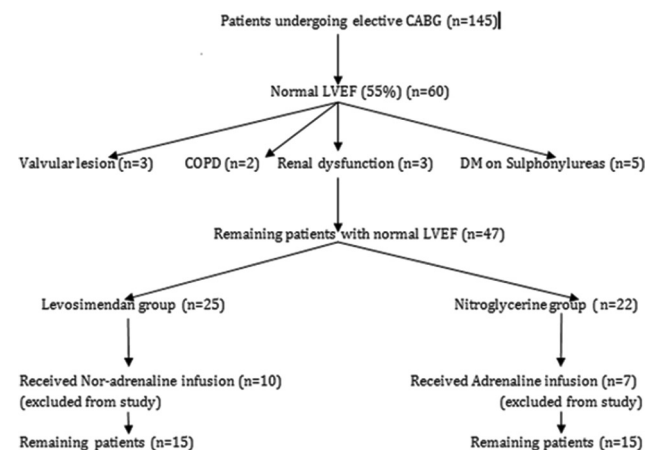 Patients undergoing elective CABG (n=145)
Normal LVEF (55%) (n=60)
Valvular lesion (n=3) COPD (n=2) Renal dysfunction (n=3) DM on Sulphonylureas (n=5)
Remaining patients with normal LVEF (n=47)
Levosimendan group (n=25) Nitroglycerine group (n=22)
Received Nor-adrenaline infusion (n=10) Received Adrenaline infusion (n=7)
(excluded from study) (excluded from study)
Remaining patients (n=15) Remaining patients (n=15)